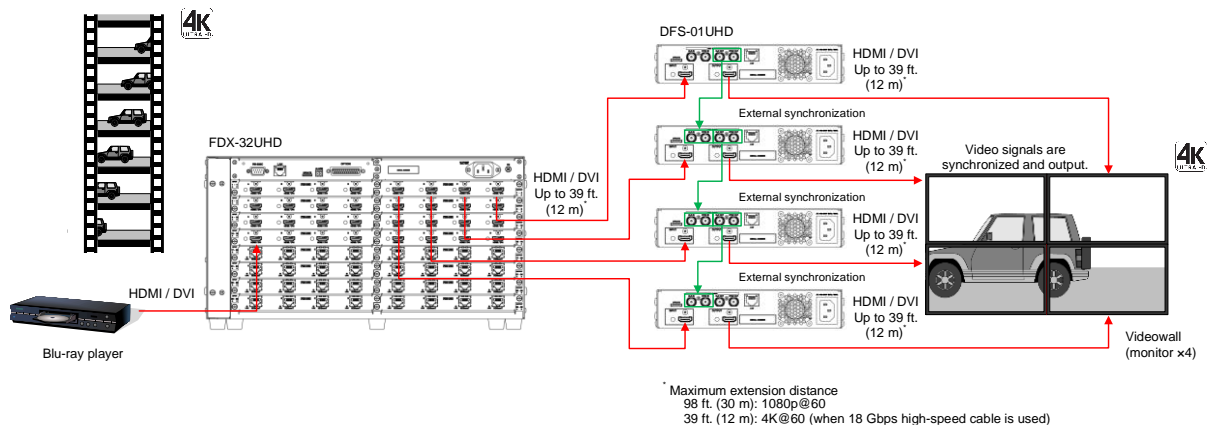 4K
ULTRA HD
DFS-01UHD
HDMI / DVI
Up to 39 ft.
(12 m)*
External synchronization
FDX-32UHD
HDMI / DVI
Up to 39 ft.
(12 m)*
HDMI / DVI
Up to 39 ft.
(12 m)*
Video signals are
synchronized and output.
4K
ULTRA HD
External synchronization
HDMI / DVI
Up to 39 ft.
(12 m)*
External synchronization
HDMI / DVI
HDMI / DVI
Up to 39 ft.
(12 m)*
Blu-ray player
Videowall
(monitor ×4)
* Maximum extension distance
98 ft. (30 m): 1080p@60
39 ft. (12 m): 4K@60 (when 18 Gbps high-speed cable is used)